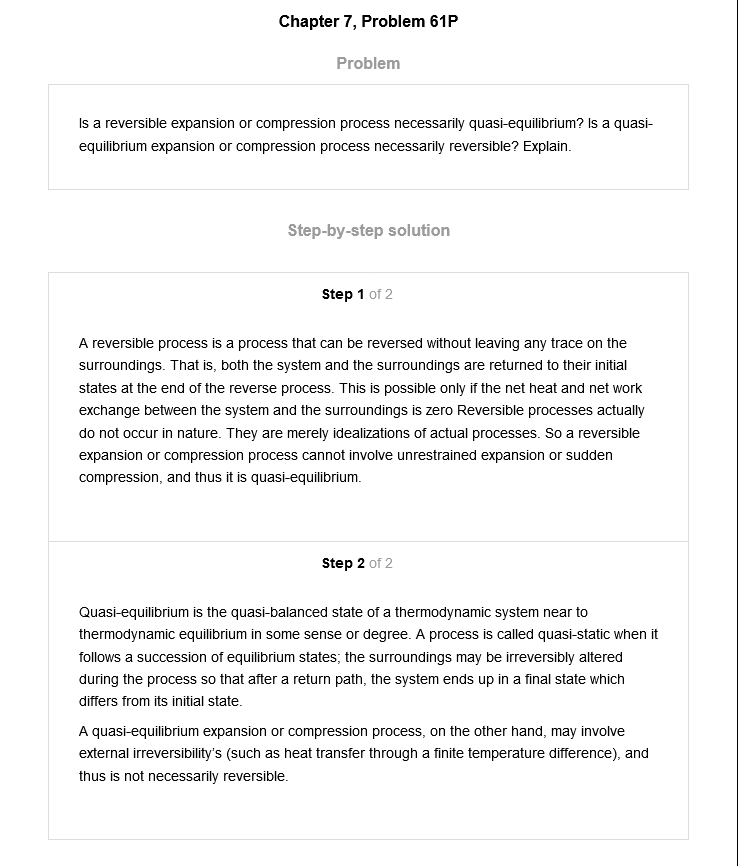 Chapter 7, Problem 61P
Problem
Is a reversible expansion or compression process necessarily quasi-equilibrium? Is a quasi-
equilibrium expansion or compression process necessarily reversible? Explain.
Step-by-step solution
Step 1 of 2
A reversible process is a process that can be reversed without leaving any trace on the
surroundings. That is, both the system and the surroundings are returned to their initial
states at the end of the reverse process. This is possible only if the net heat and net work
exchange between the system and the surroundings is zero Reversible processes actually
do not occur in nature. They are merely idealizations of actual processes. So a reversible
expansion or compression process cannot involve unrestrained expansion or sudden
compression, and thus it is quasi-equilibrium.
Step 2 of 2
Quasi-equilibrium is the quasi-balanced state of a thermodynamic system near to
thermodynamic equilibrium in some sense or degree. A process is called quasi-static when it
follows a succession of equilibrium states; the surroundings may be irreversibly altered
during the process so that after a return path, the system ends up in a final state which
differs from its initial state.
A quasi-equilibrium expansion or compression process, on the other hand, may involve
external irreversibility's (such as heat transfer through a finite temperature difference), and
thus is not necessarily reversible.